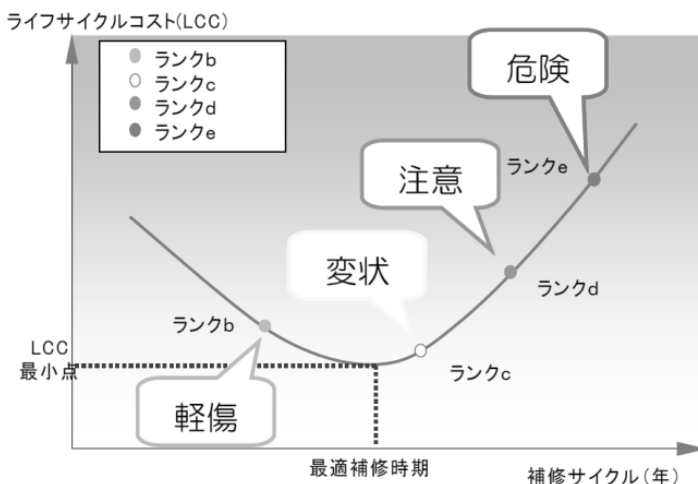 ライフサイクルコスト(LCC)
ランクb
ランクc
ランクd
ランクe
危険
ランクe
注意
変状
ランクd
ランクb
LCC
最小点
ランクc
軽傷
最適補修時期
補修サイクル(年)